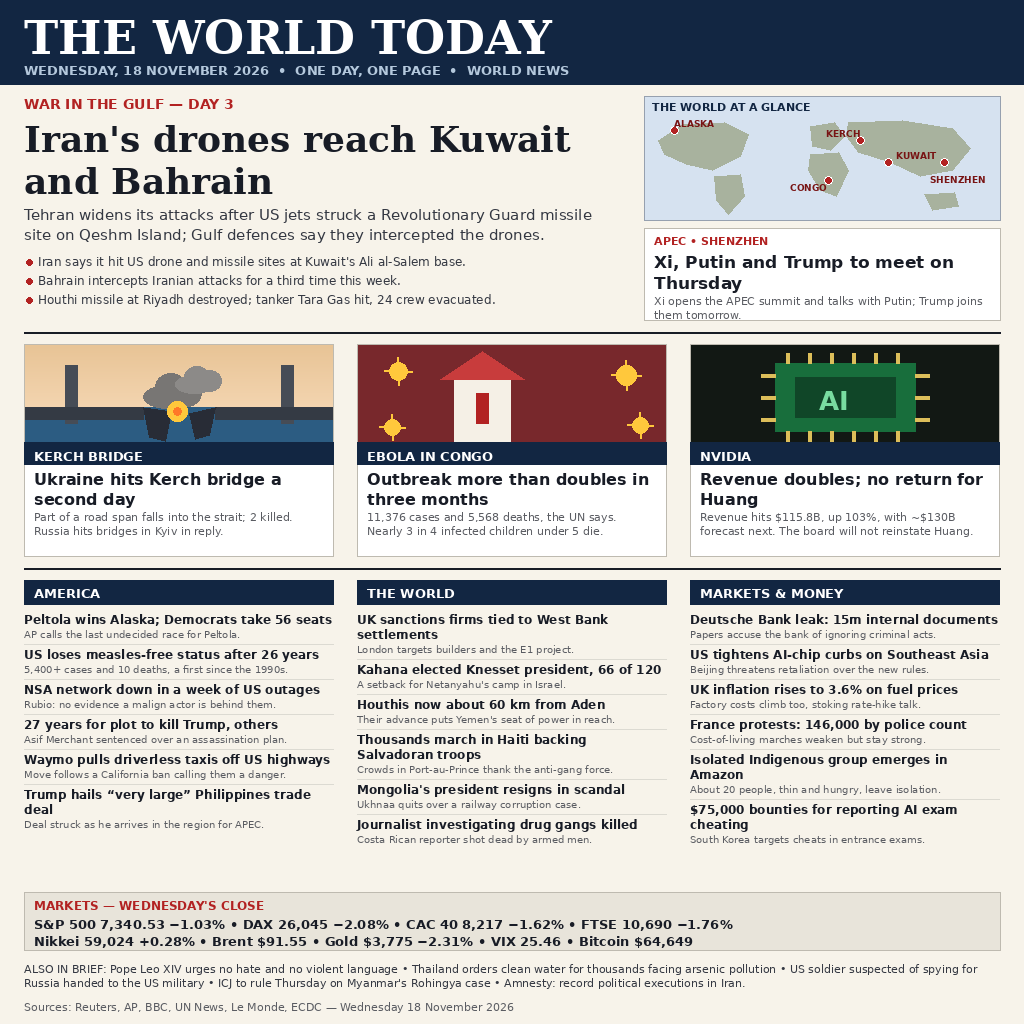 THE WORLD TODAY
WEDNESDAY, 18 NOVEMBER 2026 • ONE DAY, ONE PAGE • WORLD NEWS
WAR IN THE GULF — DAY 3
Iran's drones reach Kuwait
and Bahrain
Tehran widens its attacks after US jets struck a Revolutionary Guard missile
site on Qeshm Island; Gulf defences say they intercepted the drones.
Iran says it hit US drone and missile sites at Kuwait's Ali al-Salem base.
Bahrain intercepts Iranian attacks for a third time this week.
Houthi missile at Riyadh destroyed; tanker Tara Gas hit, 24 crew evacuated.
THE WORLD AT A GLANCE
ALASKA
KERCH
KUWAIT
CONGO
SHENZHEN
APEC • SHENZHEN
Xi, Putin and Trump to meet on
Thursday
Xi opens the APEC summit and talks with Putin; Trump joins
them tomorrow.
KERCH BRIDGE
Ukraine hits Kerch bridge a
second day
Part of a road span falls into the strait; 2 killed.
Russia hits bridges in Kyiv in reply.
EBOLA IN CONGO
Outbreak more than doubles in
three months
11,376 cases and 5,568 deaths, the UN says.
Nearly 3 in 4 infected children under 5 die.
AI
NVIDIA
Revenue doubles; no return for
Huang
Revenue hits $115.8B, up 103%, with ~$130B
forecast next. The board will not reinstate Huang.
AMERICA
Peltola wins Alaska; Democrats take 56 seats
AP calls the last undecided race for Peltola.
US loses measles-free status after 26 years
5,400+ cases and 10 deaths, a first since the 1990s.
NSA network down in a week of US outages
Rubio: no evidence a malign actor is behind them.
27 years for plot to kill Trump, others
Asif Merchant sentenced over an assassination plan.
Waymo pulls driverless taxis off US highways
Move follows a California ban calling them a danger.
Trump hails “very large” Philippines trade
deal
Deal struck as he arrives in the region for APEC.
THE WORLD
UK sanctions firms tied to West Bank
settlements
London targets builders and the E1 project.
Kahana elected Knesset president, 66 of 120
A setback for Netanyahu's camp in Israel.
Houthis now about 60 km from Aden
Their advance puts Yemen's seat of power in reach.
Thousands march in Haiti backing
Salvadoran troops
Crowds in Port-au-Prince thank the anti-gang force.
Mongolia's president resigns in scandal
Ukhnaa quits over a railway corruption case.
Journalist investigating drug gangs killed
Costa Rican reporter shot dead by armed men.
MARKETS & MONEY
Deutsche Bank leak: 15m internal documents
Papers accuse the bank of ignoring criminal acts.
US tightens AI-chip curbs on Southeast Asia
Beijing threatens retaliation over the new rules.
UK inflation rises to 3.6% on fuel prices
Factory costs climb too, stoking rate-hike talk.
France protests: 146,000 by police count
Cost-of-living marches weaken but stay strong.
Isolated Indigenous group emerges in
Amazon
About 20 people, thin and hungry, leave isolation.
$75,000 bounties for reporting AI exam
cheating
South Korea targets cheats in entrance exams.
MARKETS — WEDNESDAY'S CLOSE
S&P 500 7,340.53 −1.03% • DAX 26,045 −2.08% • CAC 40 8,217 −1.62% • FTSE 10,690 −1.76%
Nikkei 59,024 +0.28% • Brent $91.55 • Gold $3,775 −2.31% • VIX 25.46 • Bitcoin $64,649
ALSO IN BRIEF: Pope Leo XIV urges no hate and no violent language • Thailand orders clean water for thousands facing arsenic pollution • US soldier suspected of spying for
Russia handed to the US military • ICJ to rule Thursday on Myanmar's Rohingya case • Amnesty: record political executions in Iran.
Sources: Reuters, AP, BBC, UN News, Le Monde, ECDC — Wednesday 18 November 2026